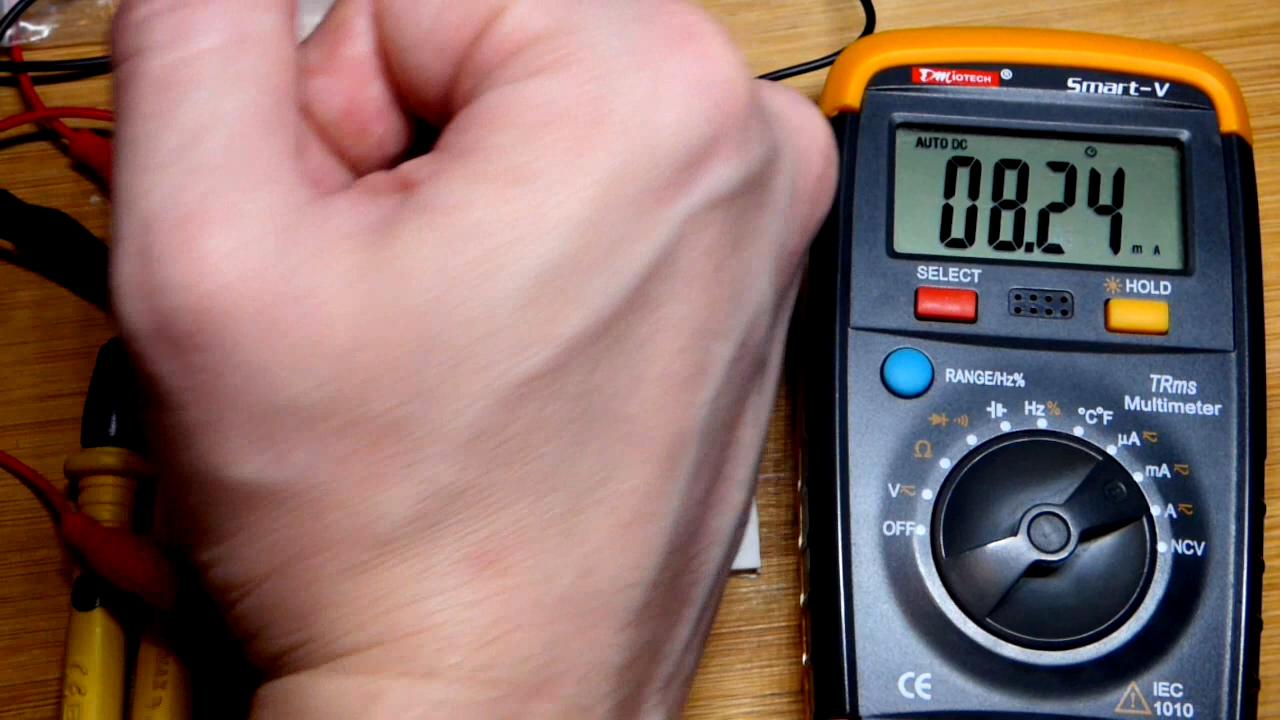 DMiOTECH ®
Smart-V
AUTO DC
08.24
mA
SELECT
HOLD
RANGE/Hz%
TRms
Multimeter
Hz%
°C°F
µA
mA
A
NCV
Ω
V
OFF
CE
IEC
1010